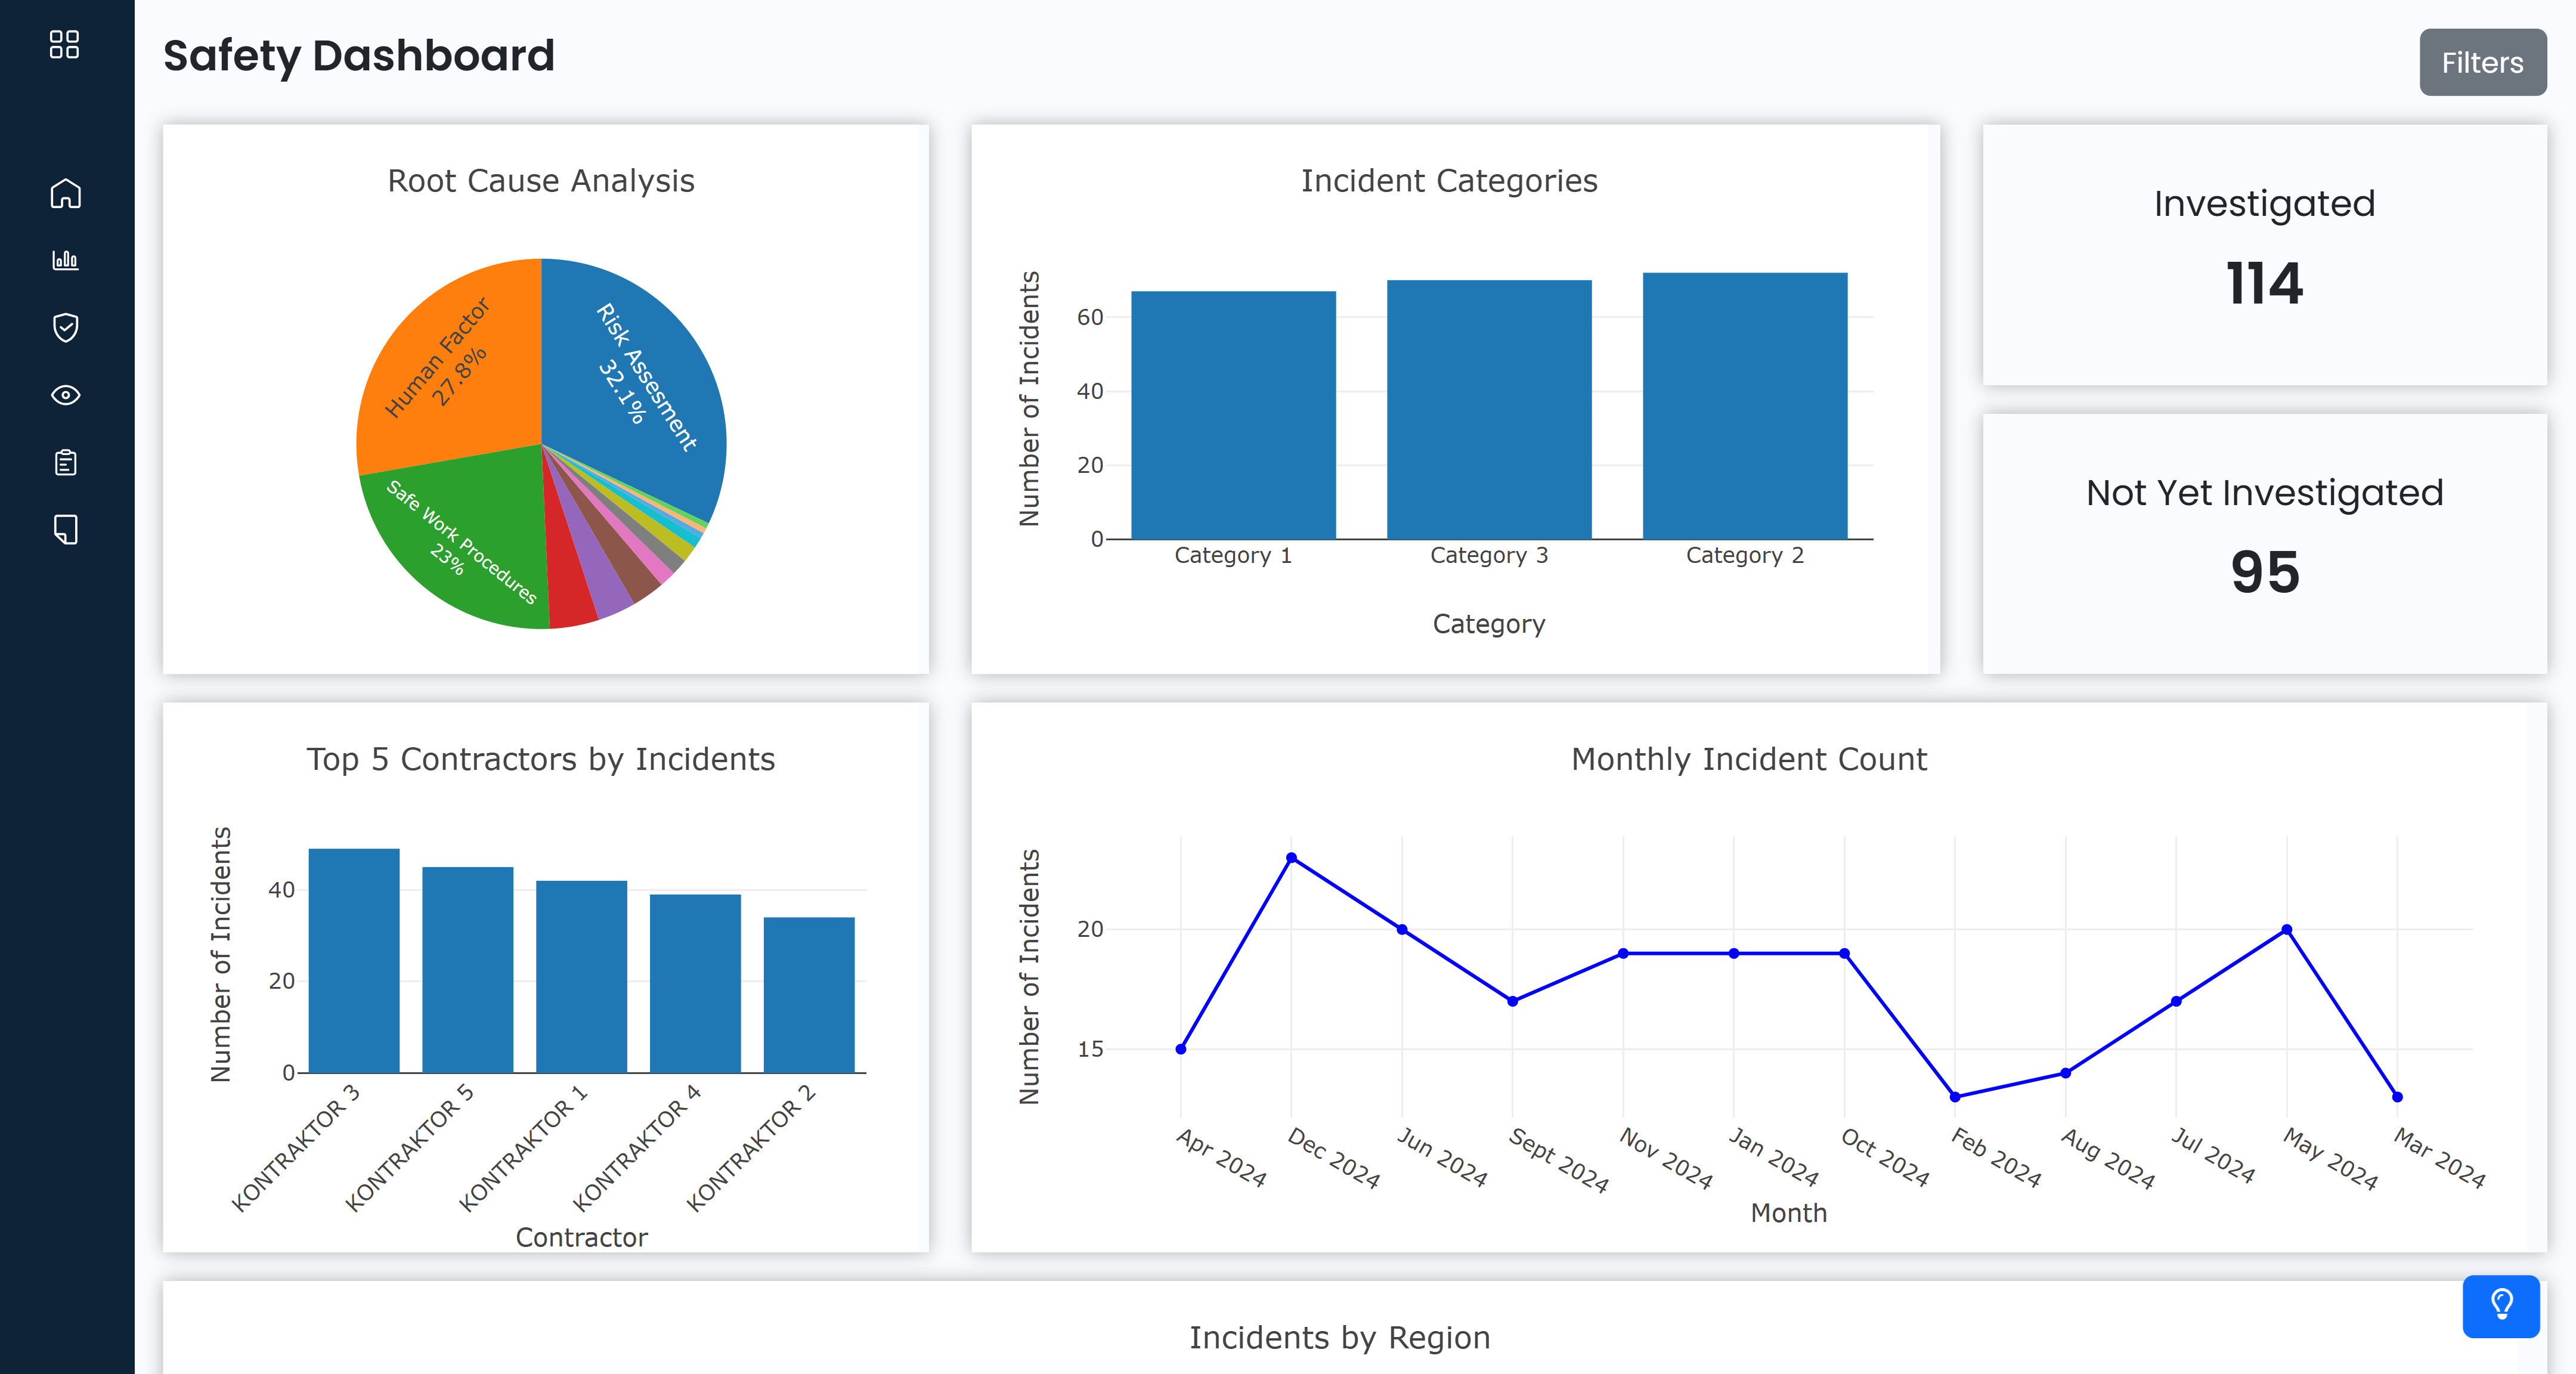 Safety Dashboard
Filters
Root Cause Analysis
Risk Assesment
32.1%
Human Factor
27.8%
Safe Work Procedures
23%
Incident Categories
Number of Incidents
60
40
20
0
Category 1
Category 3
Category 2
Category
Investigated
114
Not Yet Investigated
95
Top 5 Contractors by Incidents
Number of Incidents
40
20
0
KONTRAKTOR 3
KONTRAKTOR 5
KONTRAKTOR 1
KONTRAKTOR 4
KONTRAKTOR 2
Contractor
Monthly Incident Count
Number of Incidents
20
15
Apr 2024
Dec 2024
Jun 2024
Sept 2024
Nov 2024
Jan 2024
Oct 2024
Feb 2024
Aug 2024
Jul 2024
May 2024
Mar 2024
Month
Incidents by Region